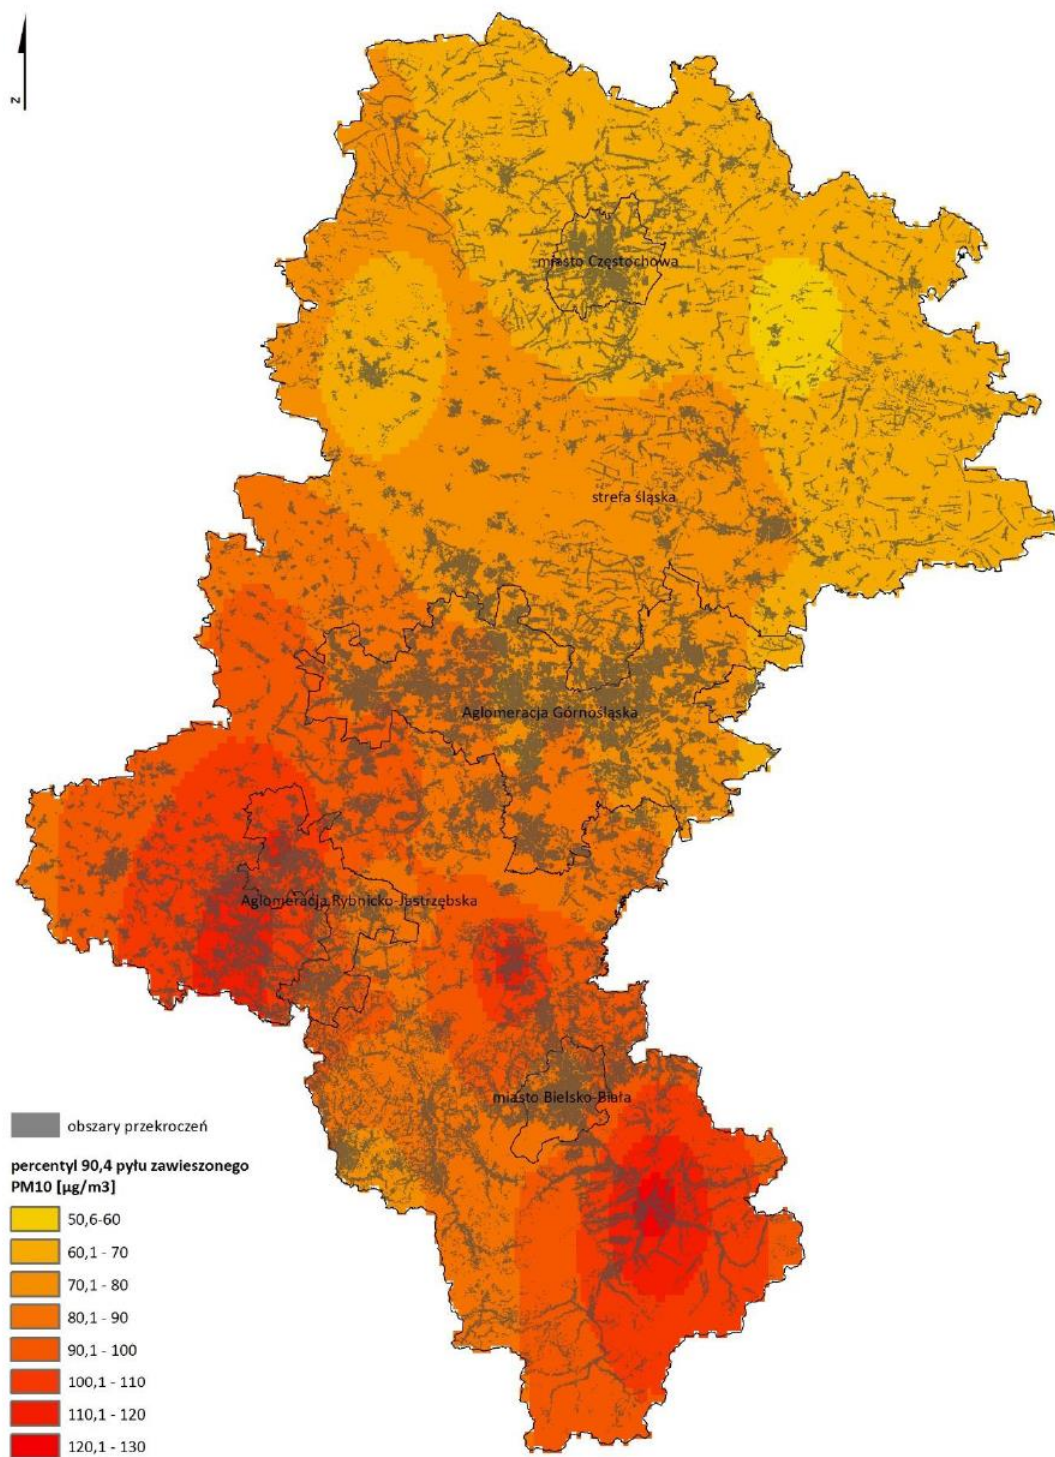 N
miasto Częstochowa
strefa śląska
Aglomeracja Górnośląska
Aglomeracja Rybnicko-Jastrzębska
miasto Bielsko-Biała
obszary przekroczeń
percentyl 90,4 pyłu zawieszonego
PM10 [µg/m3]
50,6-60
60,1 - 70
70,1 - 80
80,1 - 90
90,1 - 100
100,1 - 110
110,1 - 120
120,1 - 130